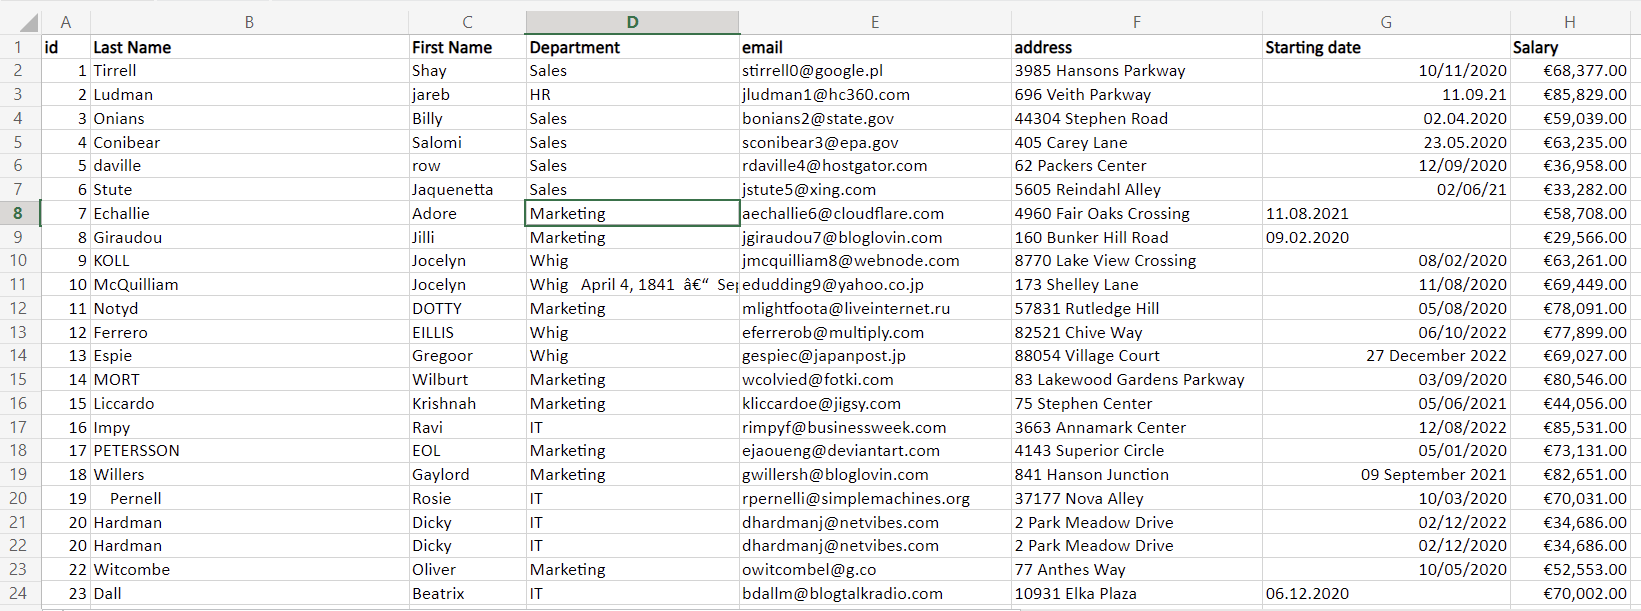 A B C D E F G H
1 id Last Name First Name Department email address Starting date Salary
2 1 Tirrell Shay Sales stirrell0@google.pl 3985 Hansons Parkway 10/11/2020 €68,377.00
3 2 Ludman jareb HR jludman1@hc360.com 696 Veith Parkway 11.09.21 €85,829.00
4 3 Onians Billy Sales bonians2@state.gov 44304 Stephen Road 02.04.2020 €59,039.00
5 4 Conibear Salomi Sales sconibear3@epa.gov 405 Carey Lane 23.05.2020 €63,235.00
6 5 daville row Sales rdaville4@hostgator.com 62 Packers Center 12/09/2020 €36,958.00
7 6 Stute Jaquenetta Sales jstute5@xing.com 5605 Reindahl Alley 02/06/21 €33,282.00
8 7 Echallie Adore Marketing aechallie6@cloudflare.com 4960 Fair Oaks Crossing 11.08.2021 €58,708.00
9 8 Giraudou Jilli Marketing jgiraudou7@bloglovin.com 160 Bunker Hill Road 09.02.2020 €29,566.00
10 9 KOLL Jocelyn Whig jmcquilliam8@webnode.com 8770 Lake View Crossing 08/02/2020 €63,261.00
11 10 McQuilliam Jocelyn Whig April 4, 1841 â€“ Sep edudding9@yahoo.co.jp 173 Shelley Lane 11/08/2020 €69,449.00
12 11 Notyd DOTTY Marketing mlightfoota@liveinternet.ru 57831 Rutledge Hill 05/08/2020 €78,091.00
13 12 Ferrero EILLIS Whig eferrerob@multiply.com 82521 Chive Way 06/10/2022 €77,899.00
14 13 Espie Gregoor Whig gespiec@japanpost.jp 88054 Village Court 27 December 2022 €69,027.00
15 14 MORT Wilburt Marketing wcolvied@fotki.com 83 Lakewood Gardens Parkway 03/09/2020 €80,546.00
16 15 Liccardo Krishnah Marketing kliccardoe@jigsy.com 75 Stephen Center 05/06/2021 €44,056.00
17 16 Impy Ravi IT rimpyf@businessweek.com 3663 Annamark Center 12/08/2022 €85,531.00
18 17 PETERSSON EOL Marketing ejaoueng@deviantart.com 4143 Superior Circle 05/01/2020 €73,131.00
19 18 Willers Gaylord Marketing gwillersh@bloglovin.com 841 Hanson Junction 09 September 2021 €82,651.00
20 19 Pernell Rosie IT rpernelli@simplemachines.org 37177 Nova Alley 10/03/2020 €70,031.00
21 20 Hardman Dicky IT dhardmanj@netvibes.com 2 Park Meadow Drive 02/12/2022 €34,686.00
22 20 Hardman Dicky IT dhardmanj@netvibes.com 2 Park Meadow Drive 02/12/2020 €34,686.00
23 22 Witcombe Oliver Marketing owitcombel@g.co 77 Anthes Way 10/05/2020 €52,553.00
24 23 Dall Beatrix IT bdallm@blogtalkradio.com 10931 Elka Plaza 06.12.2020 €70,002.00